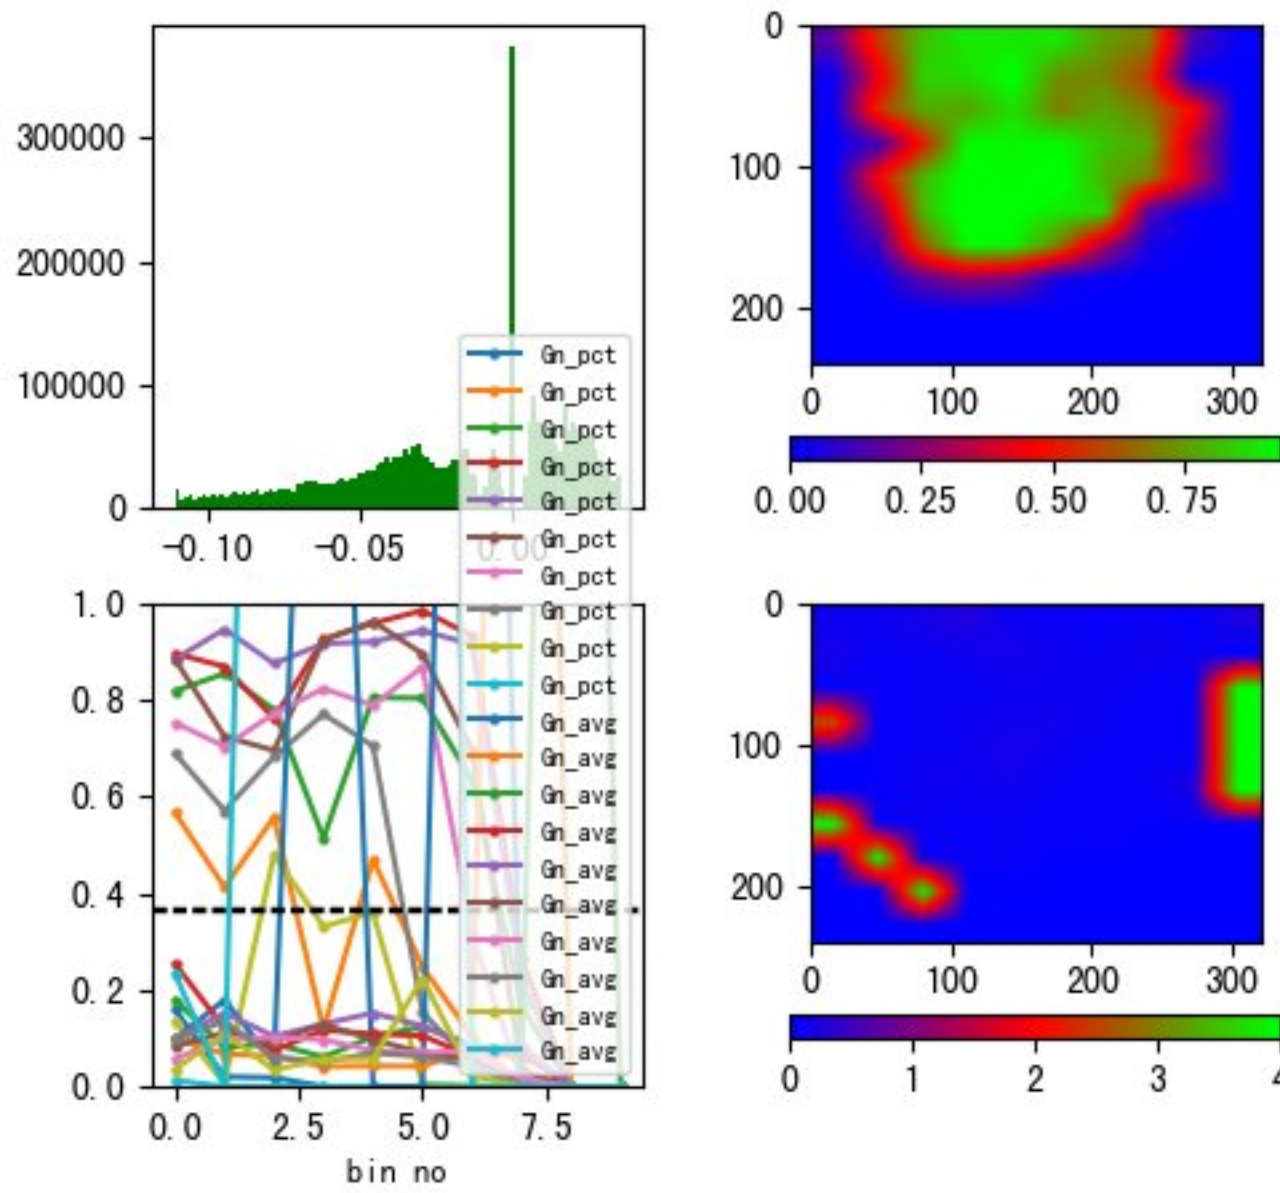 300000
200000
100000
0
-0.10 -0.05 0.00
Gn_pct
Gn_pct
Gn_pct
Gn_pct
Gn_pct
Gn_pct
Gn_pct
Gn_pct
Gn_pct
Gn_pct
Gn_avg
Gn_avg
Gn_avg
Gn_avg
Gn_avg
Gn_avg
Gn_avg
Gn_avg
Gn_avg
Gn_avg
0
100
200
0 100 200 300
0.00 0.25 0.50 0.75
1.0
0.8
0.6
0.4
0.2
0.0
0.0 2.5 5.0 7.5
bin no
0
100
200
0 100 200 300
0 1 2 3 4